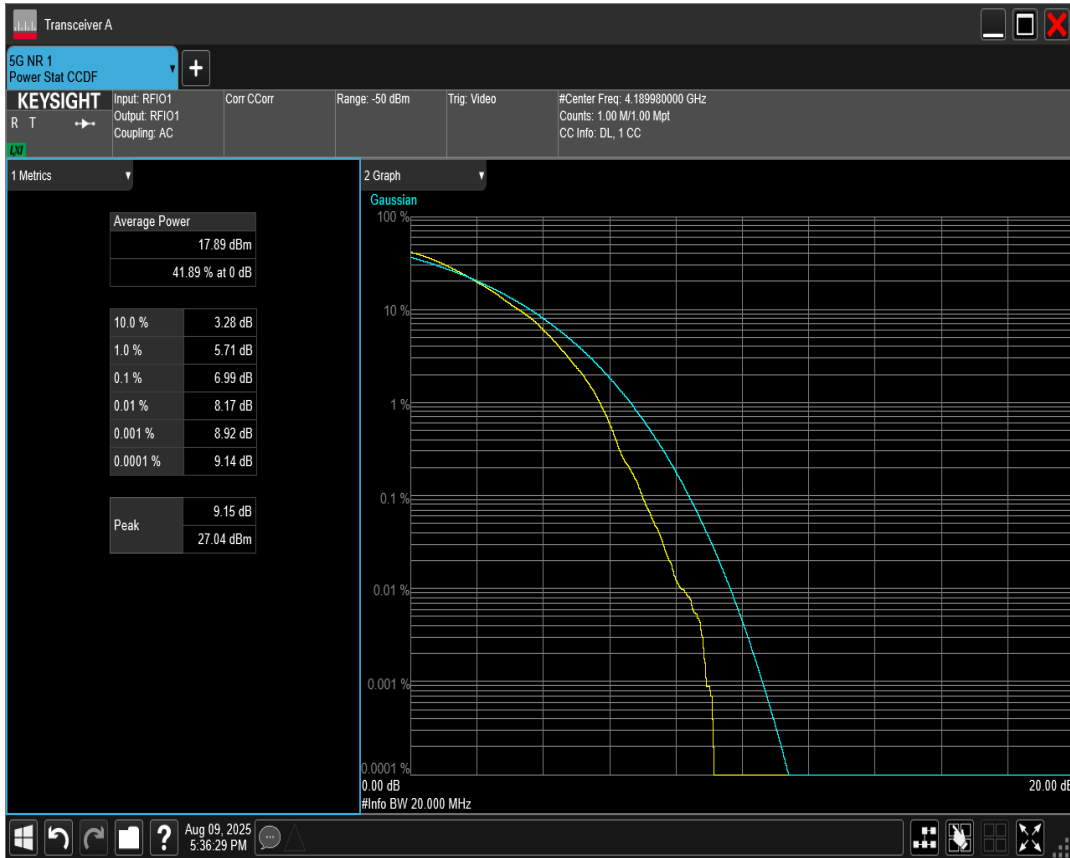 Transceiver A
5G NR 1
Power Stat CCDF
+
KEYSIGHT
R T
LXI
Input: RFIO1
Output: RFIO1
Coupling: AC
Corr CCorr
Range: -50 dBm
Trig: Video
#Center Freq: 4.189980000 GHz
Counts: 1.00 M/1.00 Mpt
CC Info: DL, 1 CC
1 Metrics
Average Power
17.89 dBm
41.89 % at 0 dB
10.0 % 3.28 dB
1.0 % 5.71 dB
0.1 % 6.99 dB
0.01 % 8.17 dB
0.001 % 8.92 dB
0.0001 % 9.14 dB
Peak
9.15 dB
27.04 dBm
2 Graph
Gaussian
100 %
10 %
1 %
0.1 %
0.01 %
0.001 %
0.0001 %
0.00 dB 20.00 dB
#Info BW 20.000 MHz
?
Aug 09, 2025
5:36:29 PM